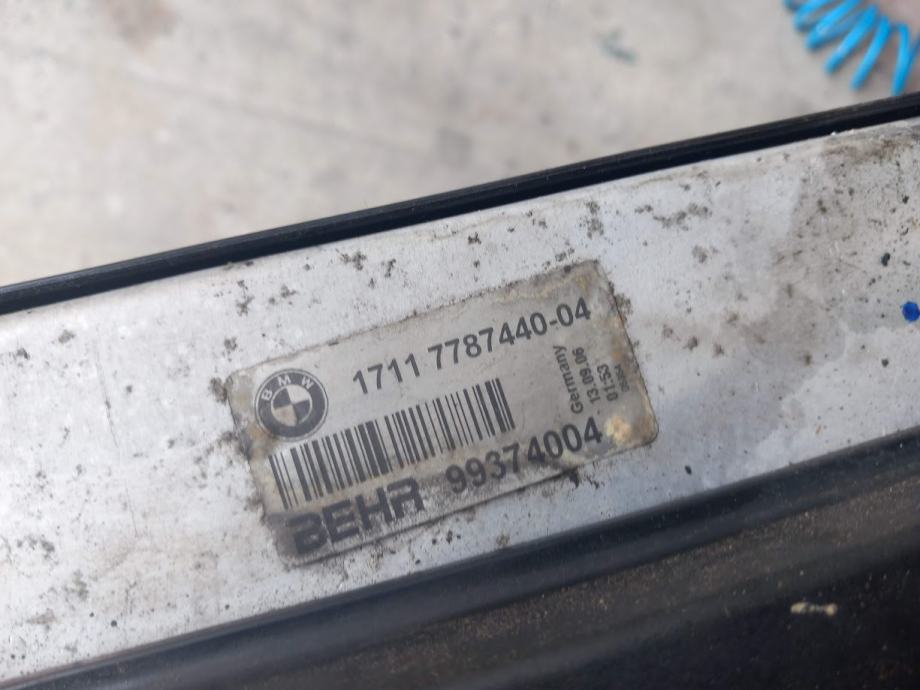 BMW
1711 7787440-04
Germany
13.09.06
01:53
BEHR 99374004